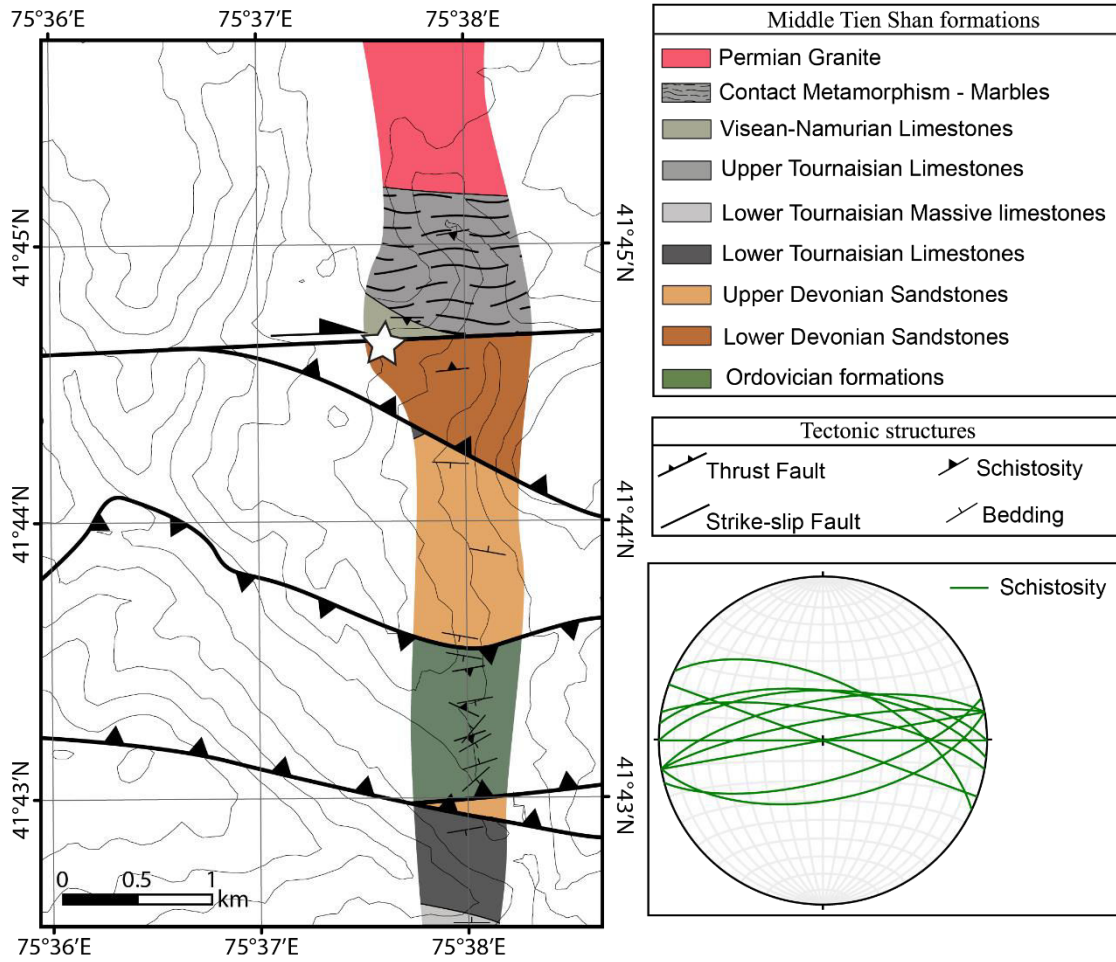 75°36′E
75°37′E
75°38′E
41°45′N
41°44′N
41°43′N
41°45′N
41°44′N
41°43′N
0
0.5
1
km
75°36′E
75°37′E
75°38′E
Middle Tien Shan formations
Permian Granite
Contact Metamorphism - Marbles
Visean-Namurian Limestones
Upper Tournaisian Limestones
Lower Tournaisian Massive limestones
Lower Tournaisian Limestones
Upper Devonian Sandstones
Lower Devonian Sandstones
Ordovician formations
Tectonic structures
Thrust Fault
Schistosity
Strike-slip Fault
Bedding
Schistosity